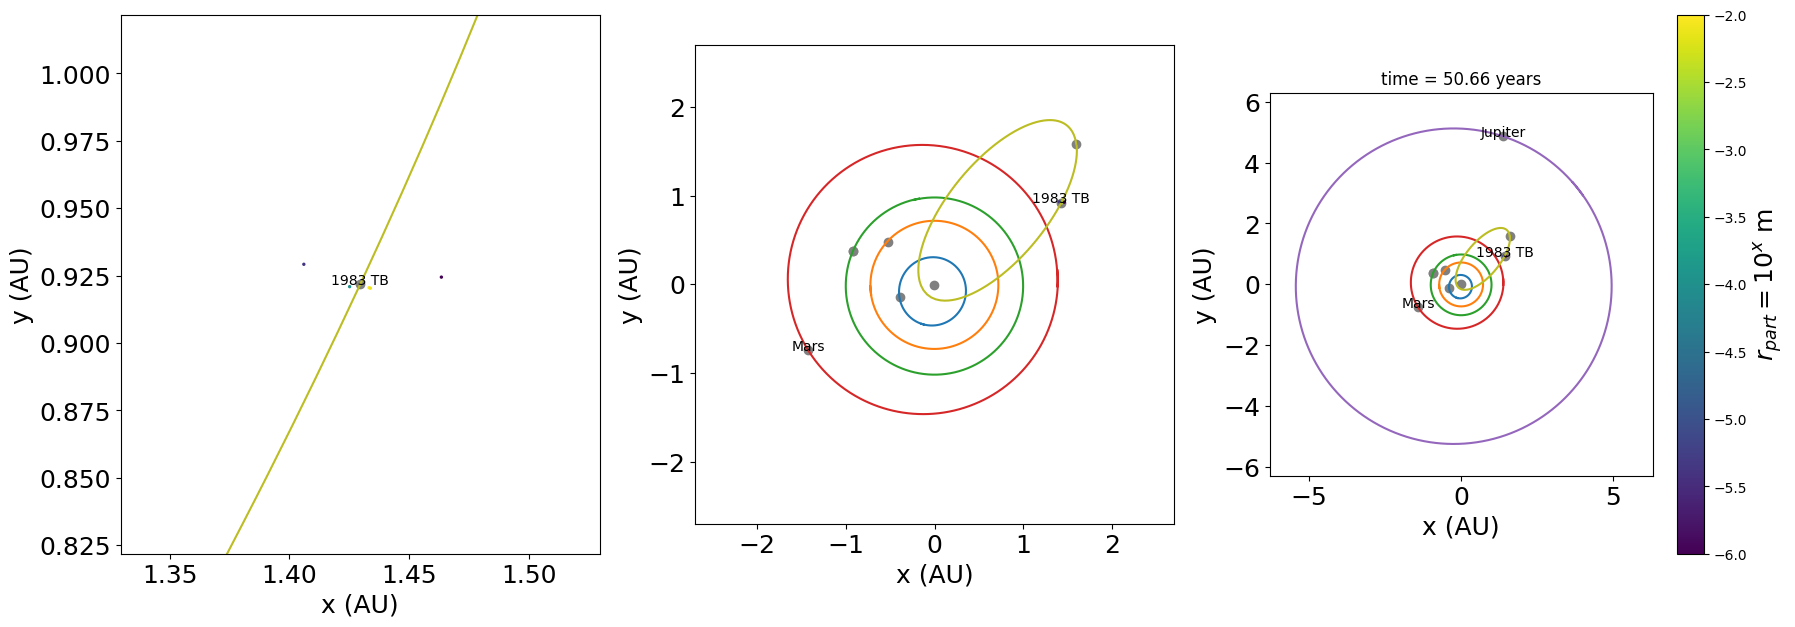 1.000
0.975
0.950
0.925
0.900
0.875
0.850
0.825
1.35 1.40 1.45 1.50
x (AU)
y (AU)
1983 TB
2
1
0
−1
−2
−2 −1 0 1 2
x (AU)
y (AU)
1983 TB
Mars
time = 50.66 years
6
4
2
0
−2
−4
−6
−5 0 5
x (AU)
y (AU)
Jupiter
1983 TB
Mars
−2.0
−2.5
−3.0
−3.5
−4.0
−4.5
−5.0
−5.5
−6.0
r_{part} = 10^x m